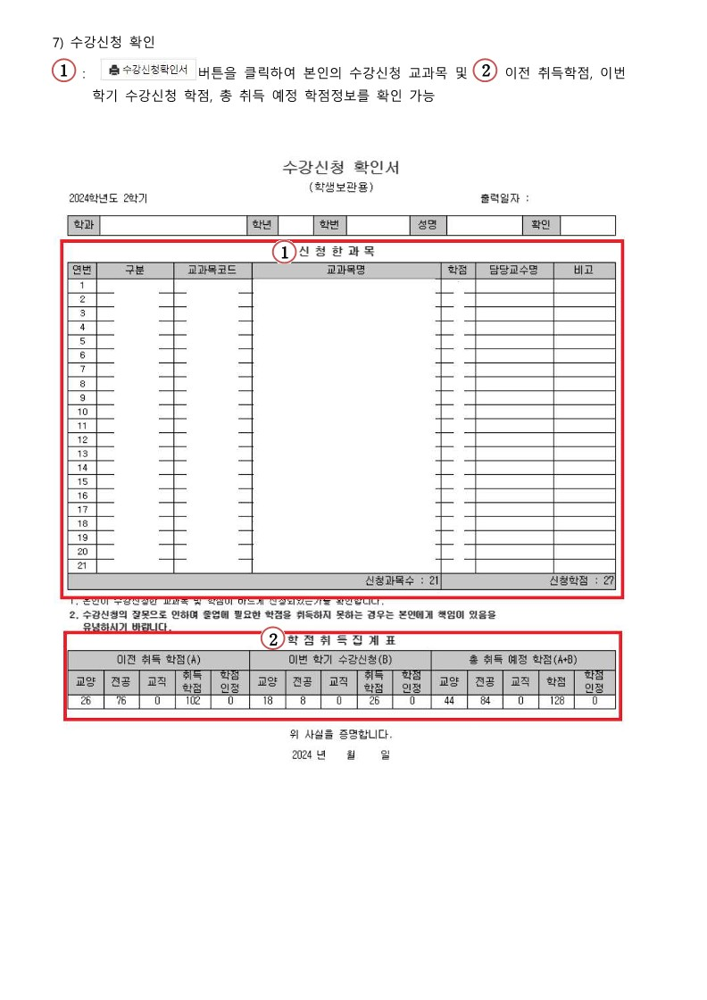 7) 수강신청 확인
① : 수강신청확인서 버튼을 클릭하여 본인의 수강신청 교과목 및 ② 이전 취득학점, 이번
학기 수강신청 학점, 총 취득 예정 학점정보를 확인 가능
수강신청 확인서
(학생보관용)
2024학년도 2학기 출력일자 :
학과 학년 학번 성명 확인
① 신 청 한 과 목
연번 구분 교과목코드 교과목명 학점 담당교수명 비고
1
2
3
4
5
6
7
8
9
10
11
12
13
14
15
16
17
18
19
20
21
신청과목수 : 21 신청학점 : 27
1. 본인이 수강신청한 교과목 및 학점이 바르게 신청되었는가를 확인합니다.
2. 수강신청의 잘못으로 인하여 졸업에 필요한 학점을 취득하지 못하는 경우는 본인에게 책임이 있음을
유념하시기 바랍니다.
② 학 점 취 득 집 계 표
이전 취득 학점(A) 이번 학기 수강신청(B) 총 취득 예정 학점(A+B)
교양 전공 교직 취득학점 학점인정 교양 전공 교직 취득학점 학점인정 교양 전공 교직 학점 학점인정
26 76 0 102 0 18 8 0 26 0 44 84 0 128 0
위 사실을 증명합니다.
2024 년 월 일